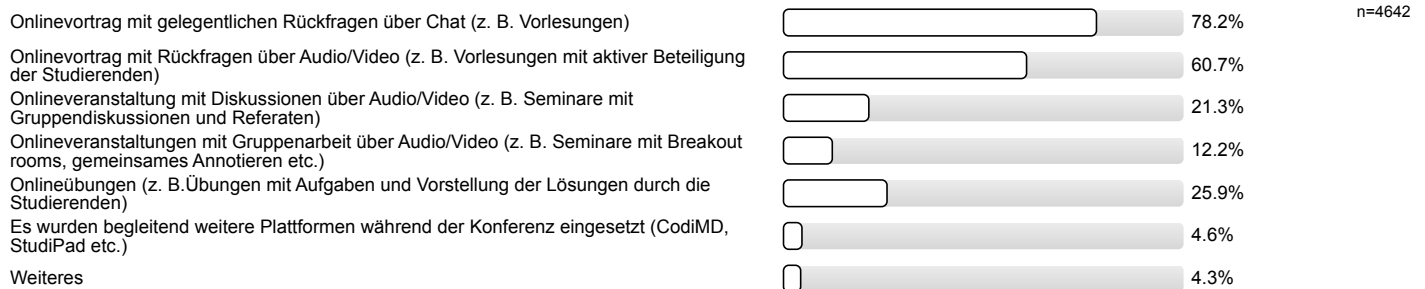 Onlinevortrag mit gelegentlichen Rückfragen über Chat (z. B. Vorlesungen)
78.2%
n=4642
Onlinevortrag mit Rückfragen über Audio/Video (z. B. Vorlesungen mit aktiver Beteiligung
der Studierenden)
60.7%
Onlineveranstaltung mit Diskussionen über Audio/Video (z. B. Seminare mit
Gruppendiskussionen und Referaten)
21.3%
Onlineveranstaltungen mit Gruppenarbeit über Audio/Video (z. B. Seminare mit Breakout
rooms, gemeinsames Annotieren etc.)
12.2%
Onlineübungen (z. B.Übungen mit Aufgaben und Vorstellung der Lösungen durch die
Studierenden)
25.9%
Es wurden begleitend weitere Plattformen während der Konferenz eingesetzt (CodiMD,
StudiPad etc.)
4.6%
Weiteres
4.3%